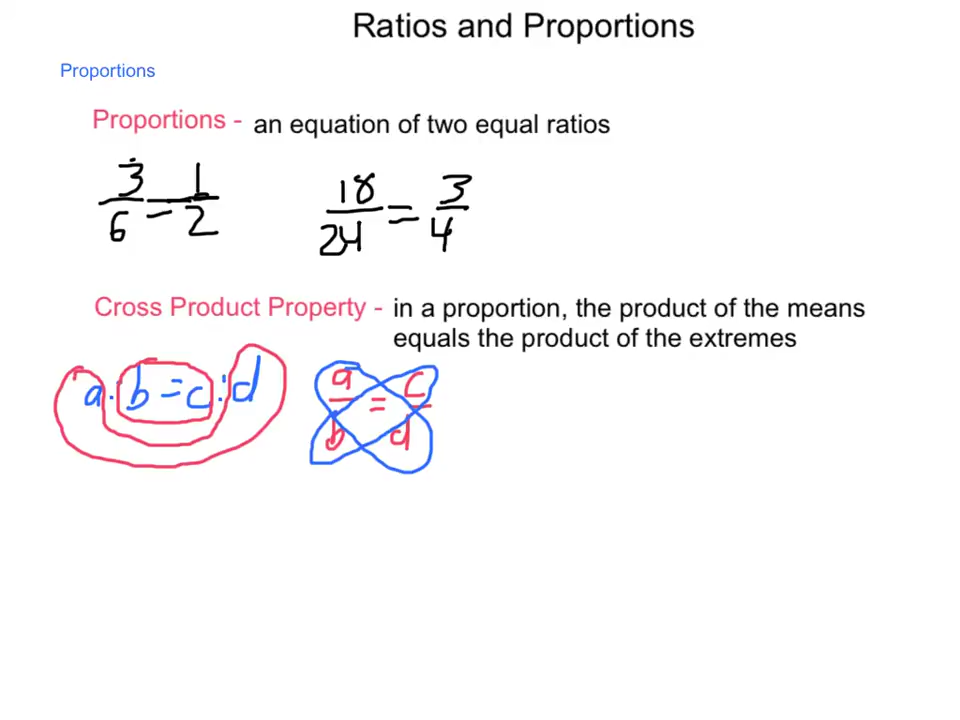 Ratios and Proportions
Proportions
Proportions - an equation of two equal ratios
3/6 = 1/2 18/24 = 3/4
Cross Product Property - in a proportion, the product of the means
equals the product of the extremes
a:b = c:d a/b = c/d